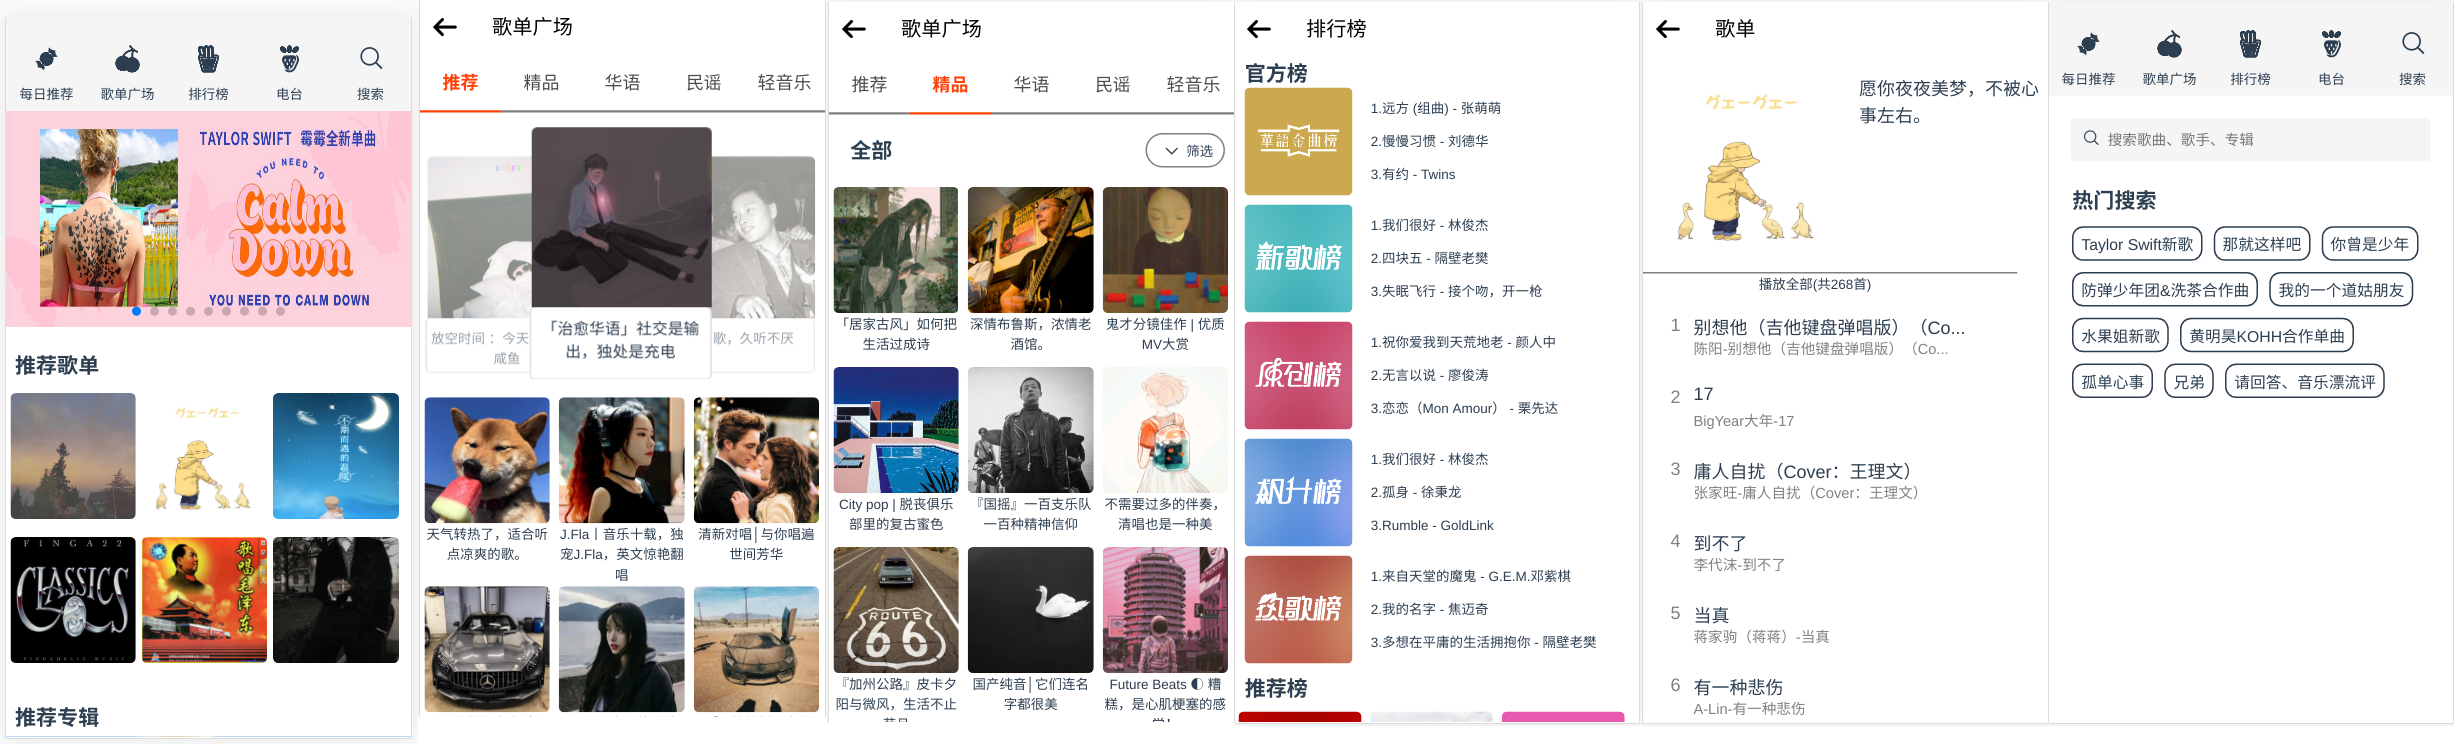 每日推荐
歌单广场
排行榜
电台
搜索
TAYLOR SWIFT 霉霉全新单曲
YOU NEED TO
Calm
Down
YOU NEED TO CALM DOWN
推荐歌单
グェーグェー
不期而遇的温暖
FINGA22
CLASSICS
歌唱毛泽东
推荐专辑
歌单广场
推荐
精品
华语
民谣
轻音乐
放空时间：今天
咸鱼
「治愈华语」社交是输
出，独处是充电
歌，久听不厌
天气转热了，适合听
点凉爽的歌。
J.Fla丨音乐十载，独
宠J.Fla，英文惊艳翻
唱
清新对唱│与你唱遍
世间芳华
歌单广场
推荐
精品
华语
民谣
轻音乐
全部
筛选
「居家古风」如何把
生活过成诗
深情布鲁斯，浓情老
酒馆。
鬼才分镜佳作 | 优质
MV大赏
City pop | 脱丧俱乐
部里的复古蜜色
『国摇』一百支乐队
一百种精神信仰
不需要过多的伴奏，
清唱也是一种美
ROUTE
66
『加州公路』皮卡夕
阳与微风，生活不止
国产纯音│它们连名
字都很美
Future Beats ◐ 糟
糕，是心肌梗塞的感
排行榜
官方榜
華語金曲榜
1.远方 (组曲) - 张萌萌
2.慢慢习惯 - 刘德华
3.有约 - Twins
新歌榜
1.我们很好 - 林俊杰
2.四块五 - 隔壁老樊
3.失眠飞行 - 接个吻，开一枪
原创榜
1.祝你爱我到天荒地老 - 颜人中
2.无言以说 - 廖俊涛
3.恋恋（Mon Amour） - 栗先达
飙升榜
1.我们很好 - 林俊杰
2.孤身 - 徐秉龙
3.Rumble - GoldLink
热歌榜
1.来自天堂的魔鬼 - G.E.M.邓紫棋
2.我的名字 - 焦迈奇
3.多想在平庸的生活拥抱你 - 隔壁老樊
推荐榜
歌单
グェーグェー
愿你夜夜美梦，不被心
事左右。
播放全部(共268首)
1
别想他（吉他键盘弹唱版）（Co...
陈阳-别想他（吉他键盘弹唱版）（Co...
2
17
BigYear大年-17
3
庸人自扰（Cover：王理文）
张家旺-庸人自扰（Cover：王理文）
4
到不了
李代沫-到不了
5
当真
蒋家驹（蒋蒋）-当真
6
有一种悲伤
A-Lin-有一种悲伤
每日推荐
歌单广场
排行榜
电台
搜索
搜索歌曲、歌手、专辑
热门搜索
Taylor Swift新歌
那就这样吧
你曾是少年
防弹少年团&洗茶合作曲
我的一个道姑朋友
水果姐新歌
黄明昊KOHH合作单曲
孤单心事
兄弟
请回答、音乐漂流评